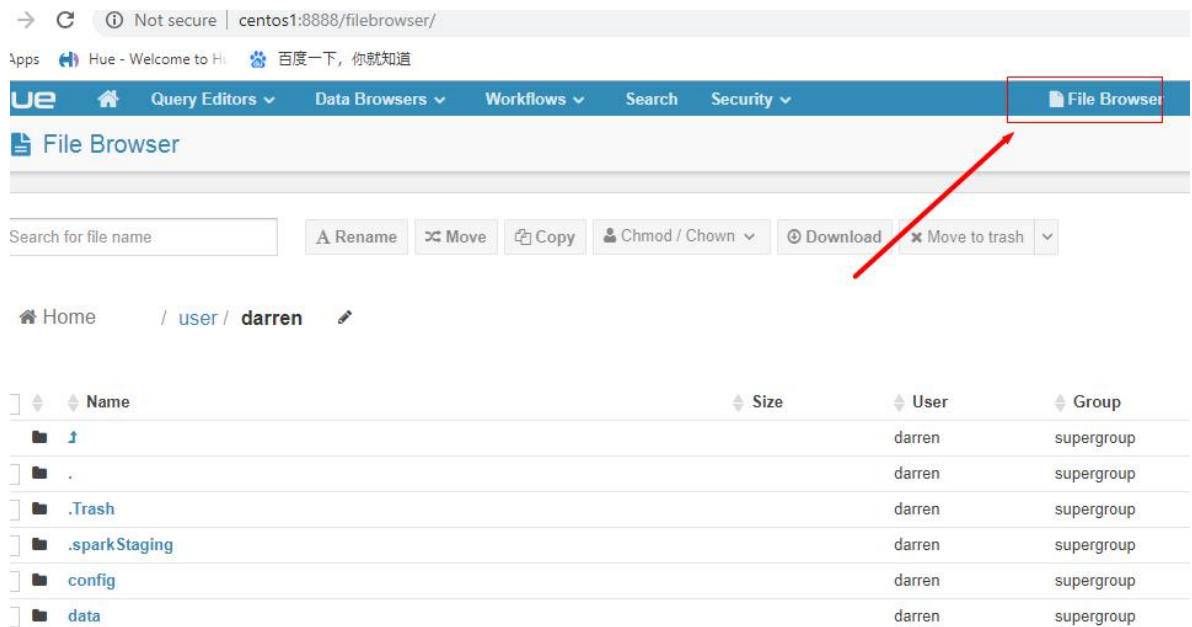 Not secure | centos1:8888/filebrowser/
Apps Hue - Welcome to Hu 百度一下，你就知道
UE Query Editors Data Browsers Workflows Search Security File Browser
File Browser
Search for file name A Rename Move Copy Chmod / Chown Download Move to trash
Home / user / darren
Name Size User Group
darren supergroup
. darren supergroup
.Trash darren supergroup
.sparkStaging darren supergroup
config darren supergroup
data darren supergroup